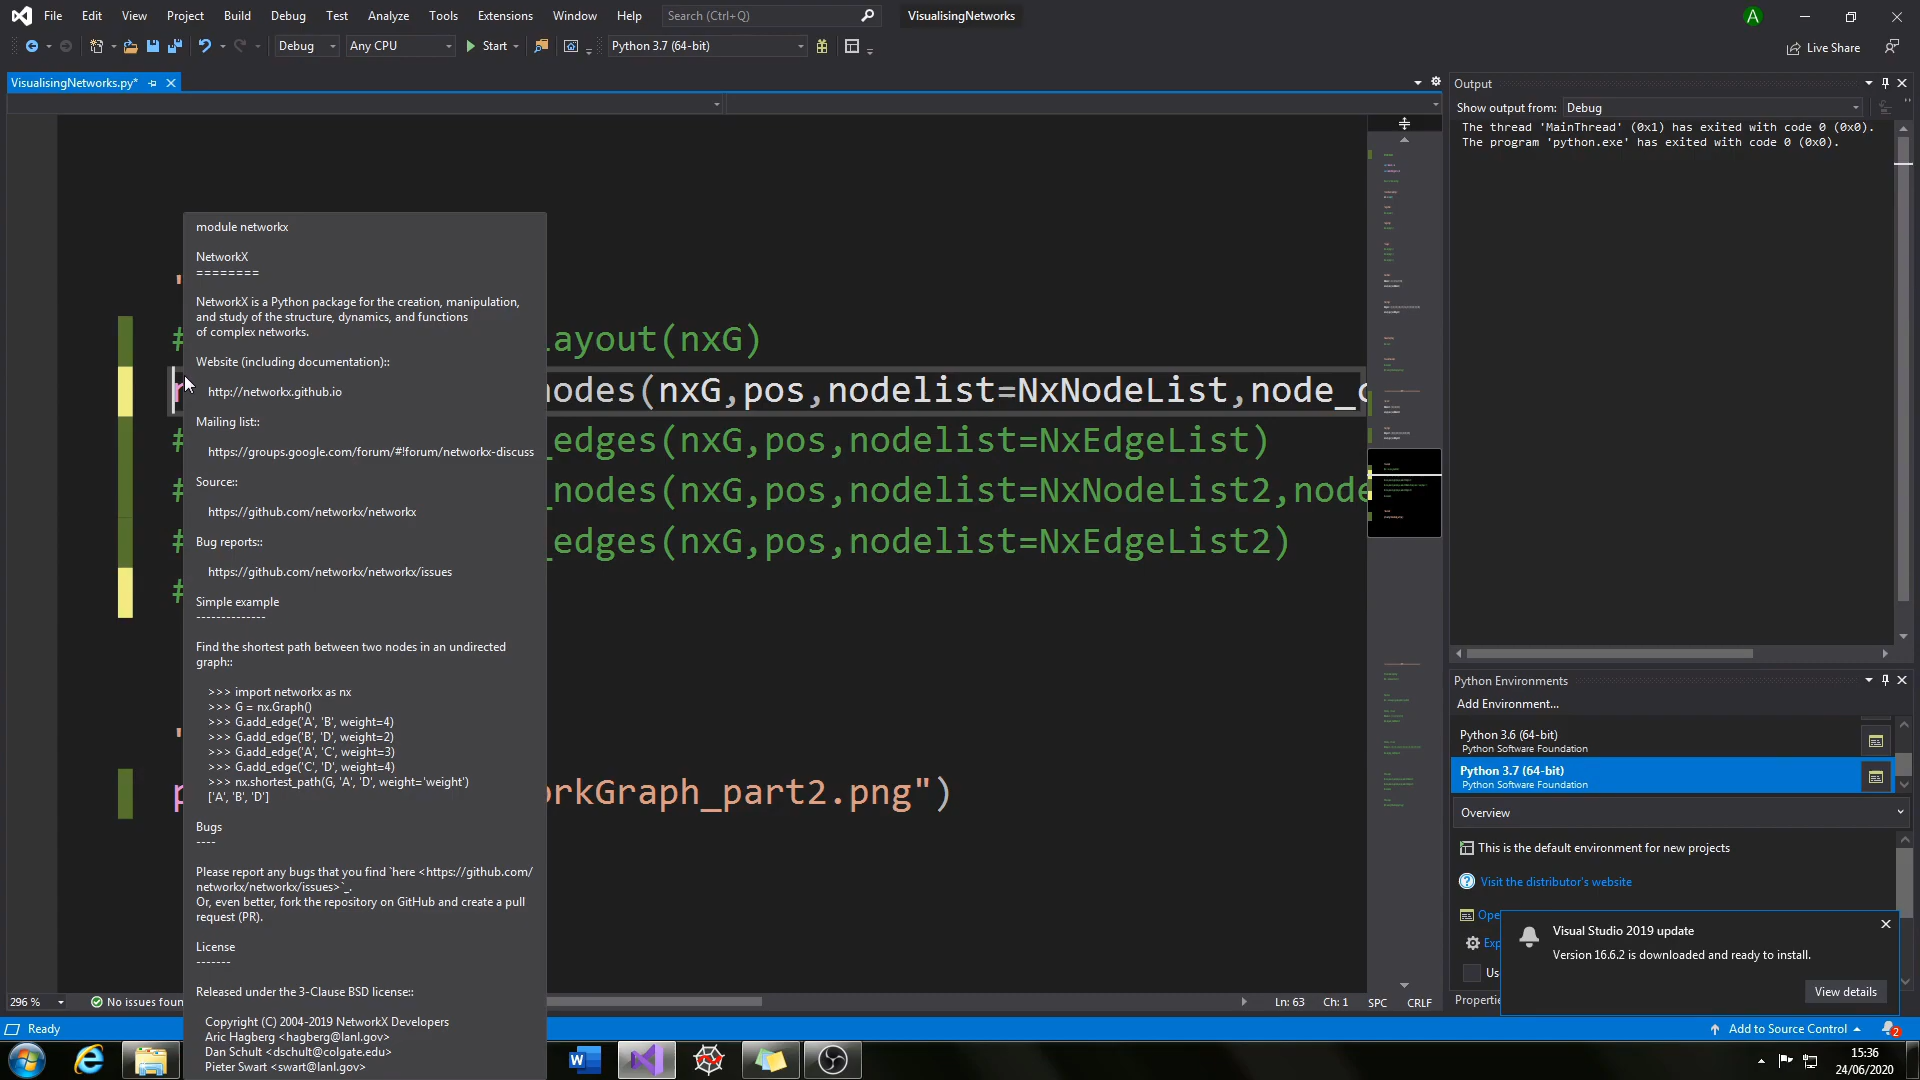 File Edit View Project Build Debug Test Analyze Tools Extensions Window Help Search (Ctrl+Q) VisualisingNetworks
A
Debug Any CPU Start Python 3.7 (64-bit) Live Share
VisualisingNetworks.py*
module networkx
NetworkX
========
NetworkX is a Python package for the creation, manipulation,
and study of the structure, dynamics, and functions
of complex networks.
Website (including documentation)::
http://networkx.github.io
Mailing list::
https://groups.google.com/forum/#!forum/networkx-discuss
Source::
https://github.com/networkx/networkx
Bug reports::
https://github.com/networkx/networkx/issues
Simple example
--------------
Find the shortest path between two nodes in an undirected
graph::
>>> import networkx as nx
>>> G = nx.Graph()
>>> G.add_edge('A', 'B', weight=4)
>>> G.add_edge('B', 'D', weight=2)
>>> G.add_edge('A', 'C', weight=3)
>>> G.add_edge('C', 'D', weight=4)
>>> nx.shortest_path(G, 'A', 'D', weight='weight')
['A', 'B', 'D']
Bugs
----
Please report any bugs that you find `here <https://github.com/
networkx/networkx/issues>`_.
Or, even better, fork the repository on GitHub and create a pull
request (PR).
License
-------
Released under the 3-Clause BSD license::
Copyright (C) 2004-2019 NetworkX Developers
Aric Hagberg <hagberg@lanl.gov>
Dan Schult <dschult@colgate.edu>
Pieter Swart <swart@lanl.gov>
'
# ayout(nxG)
nodes(nxG,pos,nodelist=NxNodeList,node_c
# _edges(nxG,pos,nodelist=NxEdgeList)
# _nodes(nxG,pos,nodelist=NxNodeList2,node
# _edges(nxG,pos,nodelist=NxEdgeList2)
#
'
p orkGraph_part2.png")
296 % No issues foun Ln: 63 Ch: 1 SPC CRLF
Output
Show output from: Debug
The thread 'MainThread' (0x1) has exited with code 0 (0x0).
The program 'python.exe' has exited with code 0 (0x0).
Python Environments
Add Environment...
Python 3.6 (64-bit)
Python Software Foundation
Python 3.7 (64-bit)
Python Software Foundation
Overview
This is the default environment for new projects
Visit the distributor's website
Ope
Exp
Us
Propertie
Visual Studio 2019 update
Version 16.6.2 is downloaded and ready to install.
View details
Ready Add to Source Control 2
15:36
24/06/2020